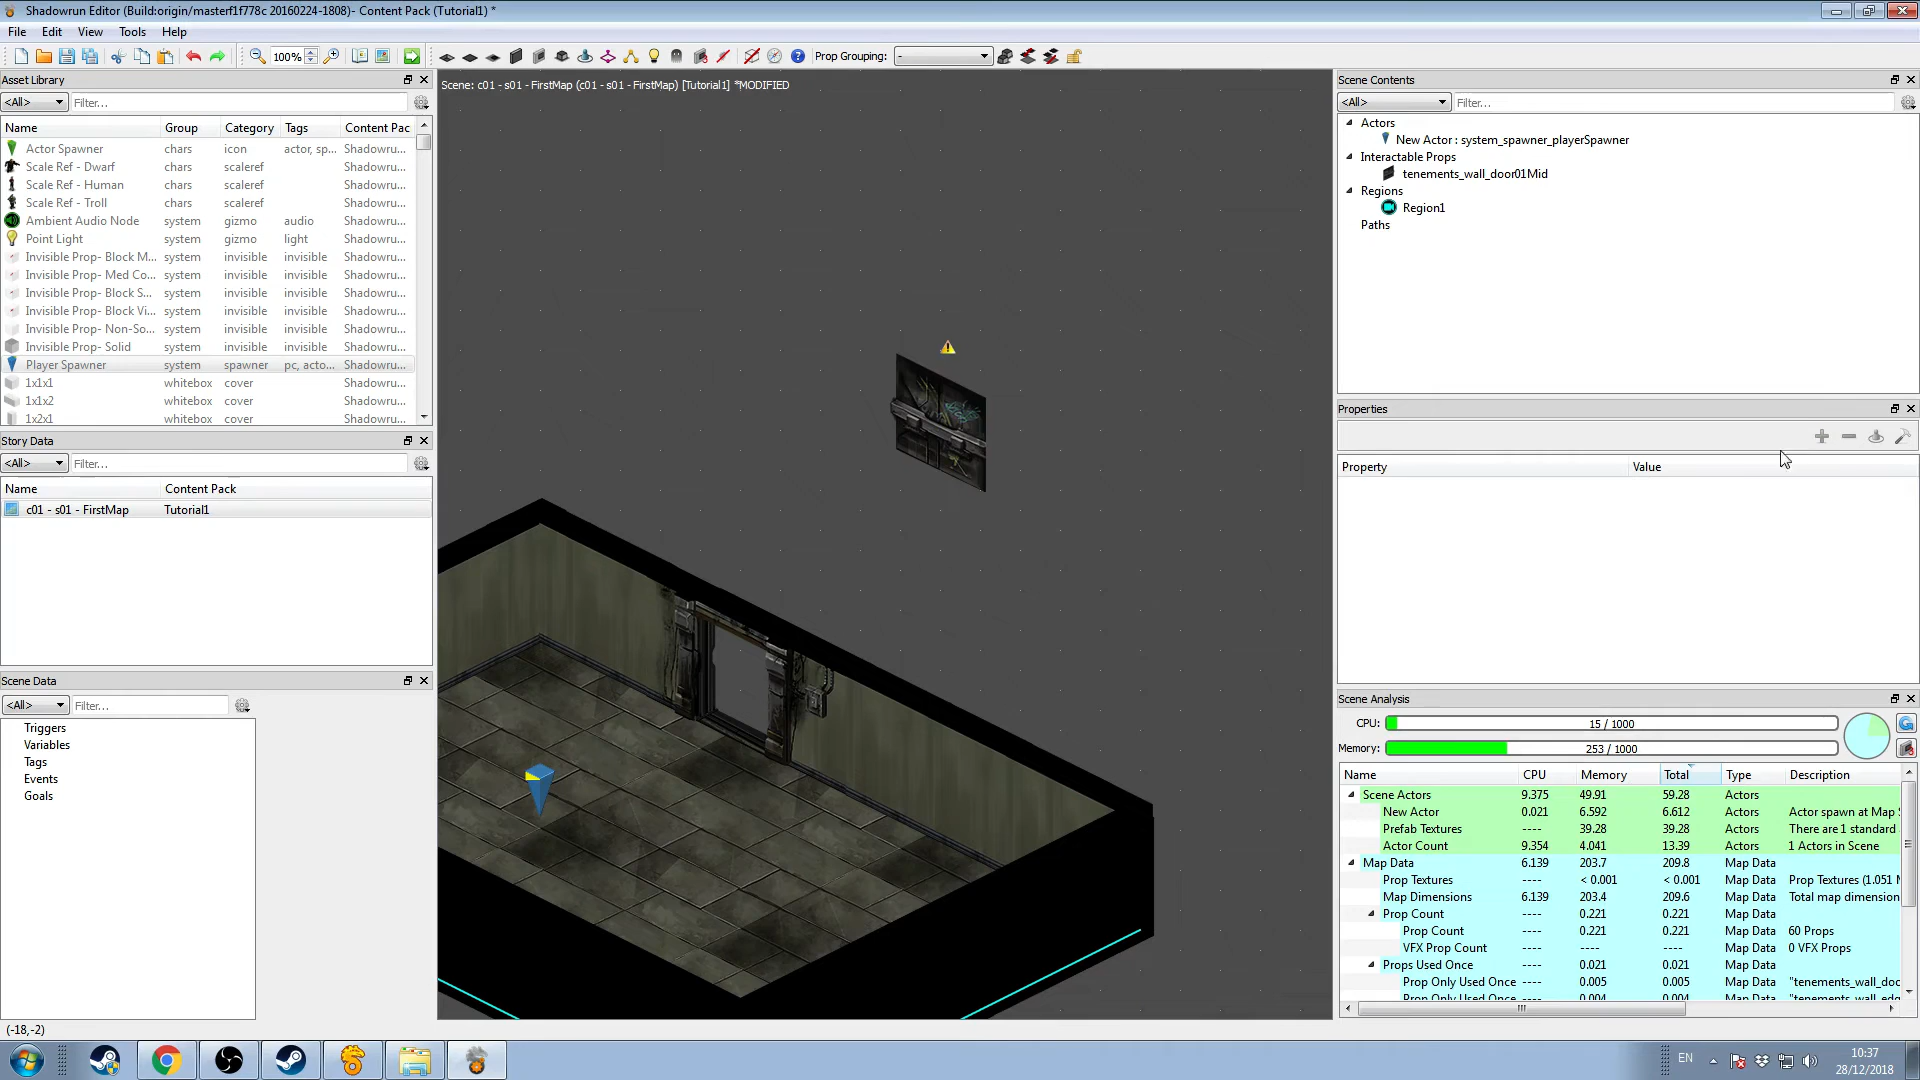 Shadowrun Editor (Build:origin/masterf1f778c 20160224-1808)- Content Pack (Tutorial1) *
File Edit View Tools Help
100% Prop Grouping: -
Asset Library
<All> Filter...
Name Group Category Tags Content Pac
Actor Spawner chars icon actor, sp... Shadowru...
Scale Ref - Dwarf chars scaleref Shadowru...
Scale Ref - Human chars scaleref Shadowru...
Scale Ref - Troll chars scaleref Shadowru...
Ambient Audio Node system gizmo audio Shadowru...
Point Light system gizmo light Shadowru...
Invisible Prop- Block M... system invisible invisible Shadowru...
Invisible Prop- Med Co... system invisible invisible Shadowru...
Invisible Prop- Block S... system invisible invisible Shadowru...
Invisible Prop- Block Vi... system invisible invisible Shadowru...
Invisible Prop- Non-So... system invisible invisible Shadowru...
Invisible Prop- Solid system invisible invisible Shadowru...
Player Spawner system spawner pc, acto... Shadowru...
1x1x1 whitebox cover Shadowru...
1x1x2 whitebox cover Shadowru...
1x2x1 whitebox cover Shadowru...
Story Data
<All> Filter...
Name Content Pack
c01 - s01 - FirstMap Tutorial1
Scene Data
<All> Filter...
Triggers
Variables
Tags
Events
Goals
(-18,-2)
Scene: c01 - s01 - FirstMap (c01 - s01 - FirstMap) [Tutorial1] *MODIFIED
Scene Contents
<All> Filter...
Actors
New Actor : system_spawner_playerSpawner
Interactable Props
tenements_wall_door01Mid
Regions
Region1
Paths
Properties
Property Value
Scene Analysis
CPU: 15 / 1000
Memory: 253 / 1000
Name CPU Memory Total Type Description
Scene Actors 9.375 49.91 59.28 Actors
New Actor 0.021 6.592 6.612 Actors Actor spawn at Map
Prefab Textures ---- 39.28 39.28 Actors There are 1 standard
Actor Count 9.354 4.041 13.39 Actors 1 Actors in Scene
Map Data 6.139 203.7 209.8 Map Data
Prop Textures ---- < 0.001 < 0.001 Map Data Prop Textures (1.051
Map Dimensions 6.139 203.4 209.6 Map Data Total map dimension
Prop Count ---- 0.221 0.221 Map Data
Prop Count ---- 0.221 0.221 Map Data 60 Props
VFX Prop Count ---- ---- ---- Map Data 0 VFX Props
Props Used Once ---- 0.021 0.021 Map Data
Prop Only Used Once ---- 0.005 0.005 Map Data "tenements_wall_doo
Prop Only Used Once ---- 0.004 0.004 Map Data "tenements_wall_edg
EN
10:37
28/12/2018